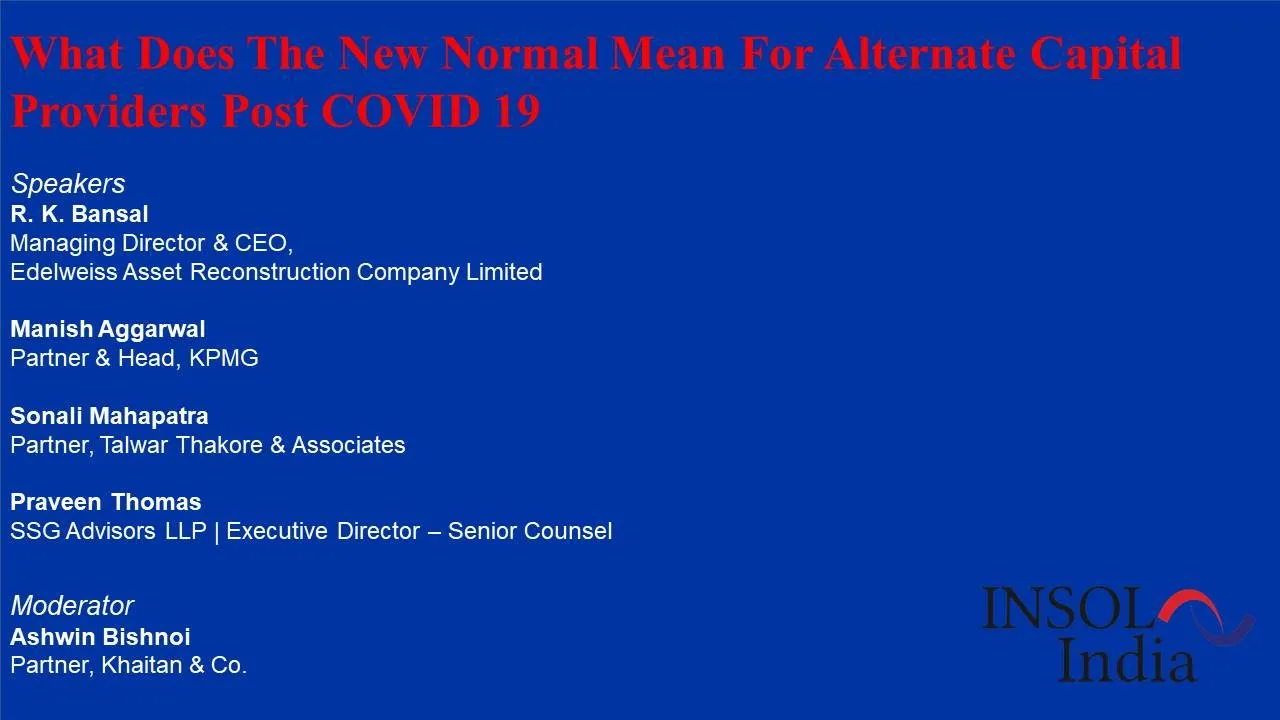 What Does The New Normal Mean For Alternate Capital
Providers Post COVID 19
Speakers
R. K. Bansal
Managing Director & CEO,
Edelweiss Asset Reconstruction Company Limited
Manish Aggarwal
Partner & Head, KPMG
Sonali Mahapatra
Partner, Talwar Thakore & Associates
Praveen Thomas
SSG Advisors LLP | Executive Director – Senior Counsel
Moderator
Ashwin Bishnoi
Partner, Khaitan & Co.
INSOL
India